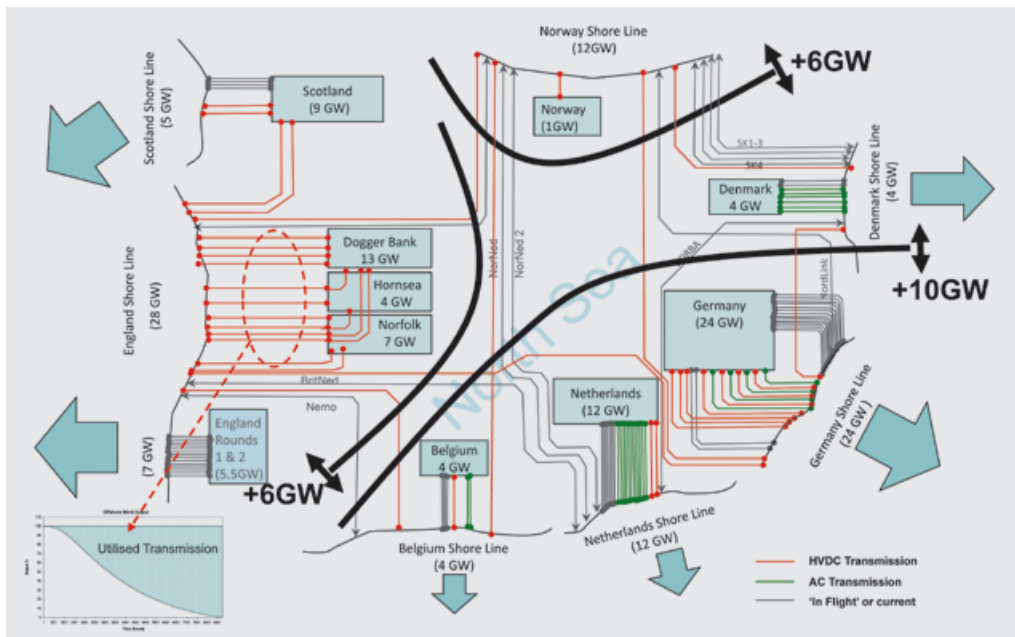 Norway Shore Line
(12GW)
+6GW
Scotland Shore Line
(5 GW)
Scotland
(9 GW)
Norway
(1GW)
SK1-3
SK4
Denmark
4 GW
Denmark Shore Line
(4 GW)
England Shore Line
(28 GW)
Dogger Bank
13 GW
Hornsea
4 GW
Norfolk
7 GW
NorNed
NorNed 2
NordLink
North Sea
+10GW
Germany
(24 GW)
BritNed
Nemo
Netherlands
(12 GW)
Germany Shore Line
(24 GW )
(7 GW)
England
Rounds
1 & 2
(5.5GW)
Belgium
4 GW
+6GW
Belgium Shore Line
(4 GW)
Netherlands Shore Line
(12 GW)
Utilised Transmission
HVDC Transmission
AC Transmission
'In Flight' or current